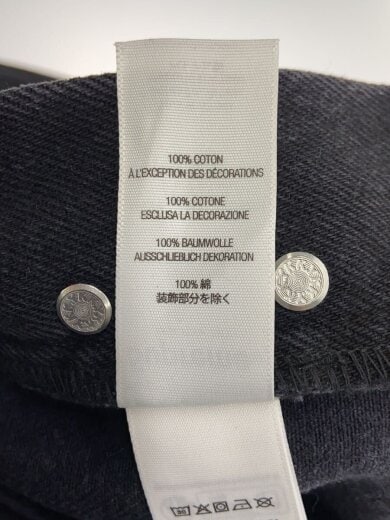 100% COTON
À L'EXCEPTION DES DÉCORATIONS
100% COTONE
ESCLUSA LA DECORAZIONE
100% BAUMWOLLE
AUSSCHLIEBLICH DEKORATION
100% 綿
装飾部分を除く